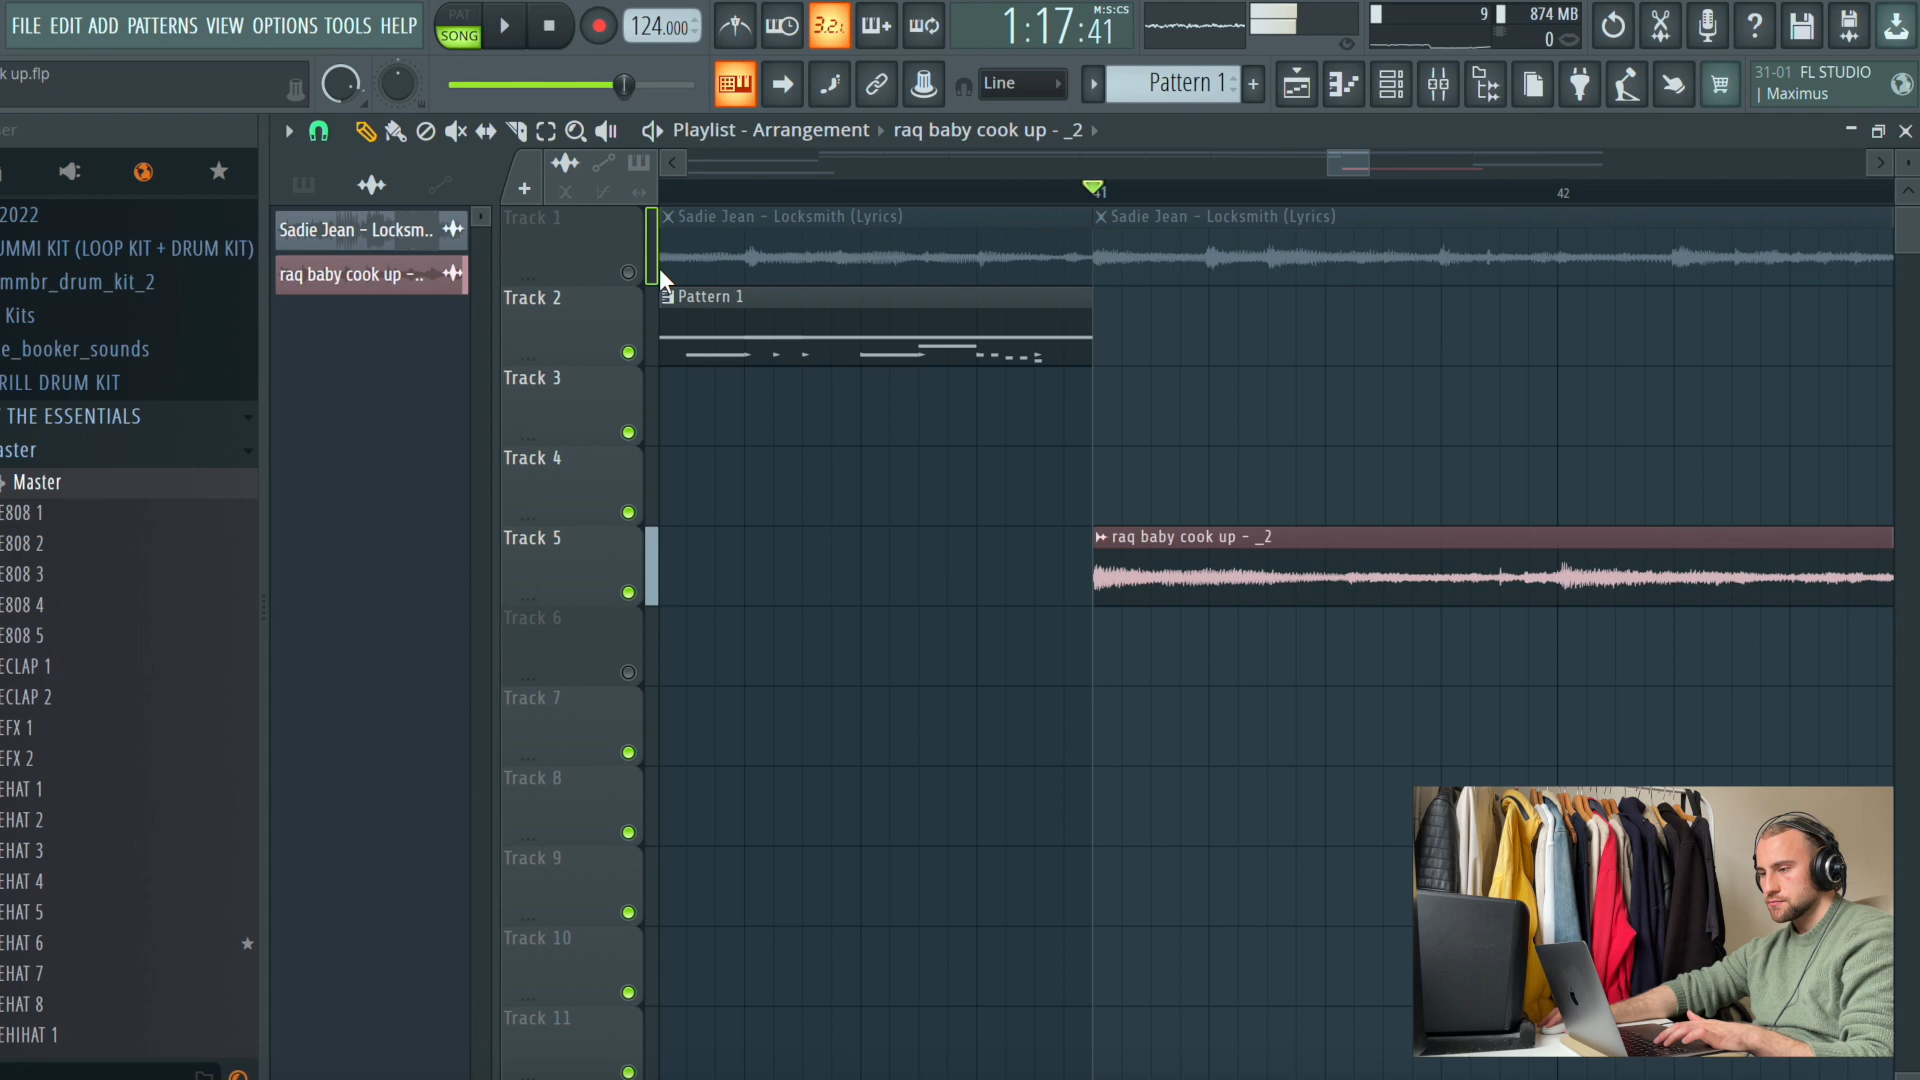 FILE EDIT ADD PATTERNS VIEW OPTIONS TOOLS HELP
PAT
SONG
124.000
3.2.
1:17:41
M:S:CS
9
874 MB
0
k up.flp
Line
Pattern 1
31-01 FL STUDIO
| Maximus
ser
Playlist - Arrangement
raq baby cook up - _2
2022
UMMI KIT (LOOP KIT + DRUM KIT)
mmbr_drum_kit_2
Kits
e_booker_sounds
RILL DRUM KIT
THE ESSENTIALS
aster
Master
E808 1
E808 2
E808 3
E808 4
E808 5
ECLAP 1
ECLAP 2
EFX 1
EFX 2
EHAT 1
EHAT 2
EHAT 3
EHAT 4
EHAT 5
EHAT 6
EHAT 7
EHAT 8
EHIHAT 1
Sadie Jean - Locksm..
raq baby cook up -..
41
42
Track 1
Sadie Jean - Locksmith (Lyrics)
Sadie Jean - Locksmith (Lyrics)
Track 2
Pattern 1
Track 3
Track 4
Track 5
raq baby cook up - _2
Track 6
Track 7
Track 8
Track 9
Track 10
Track 11